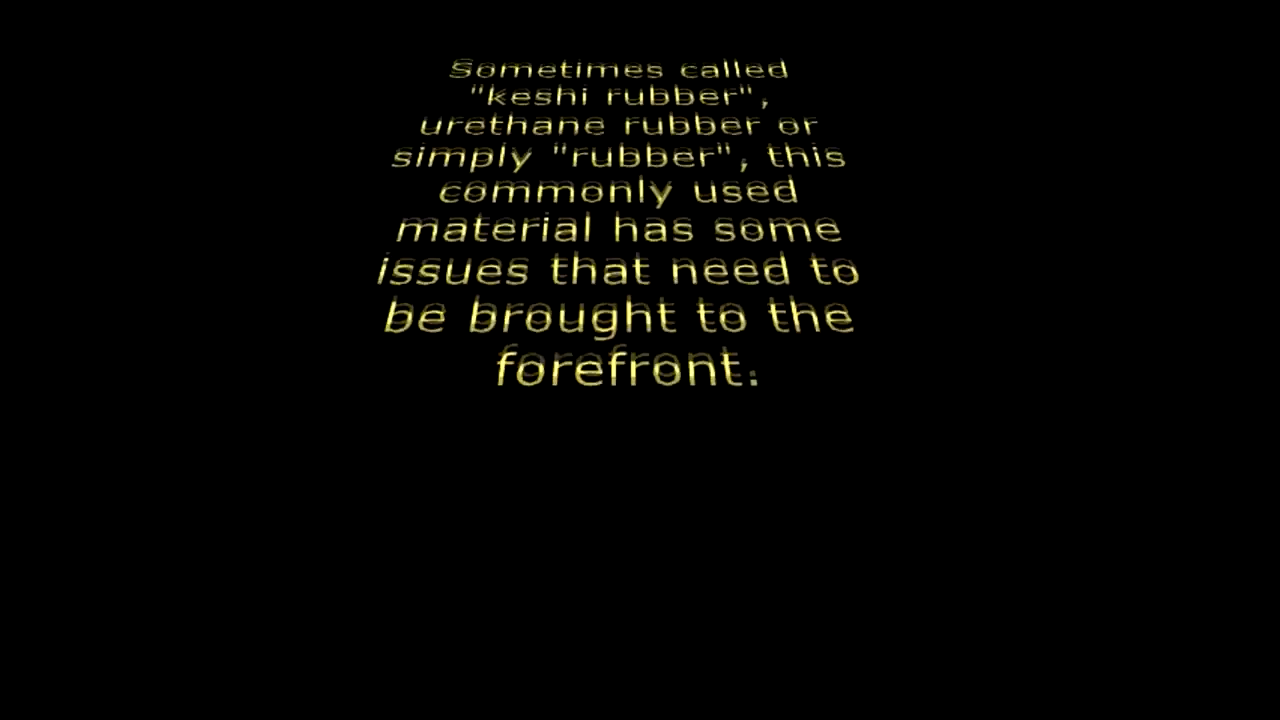 Sometimes called
"keshi rubber",
urethane rubber or
simply "rubber", this
commonly used
material has some
issues that need to
be brought to the
forefront.